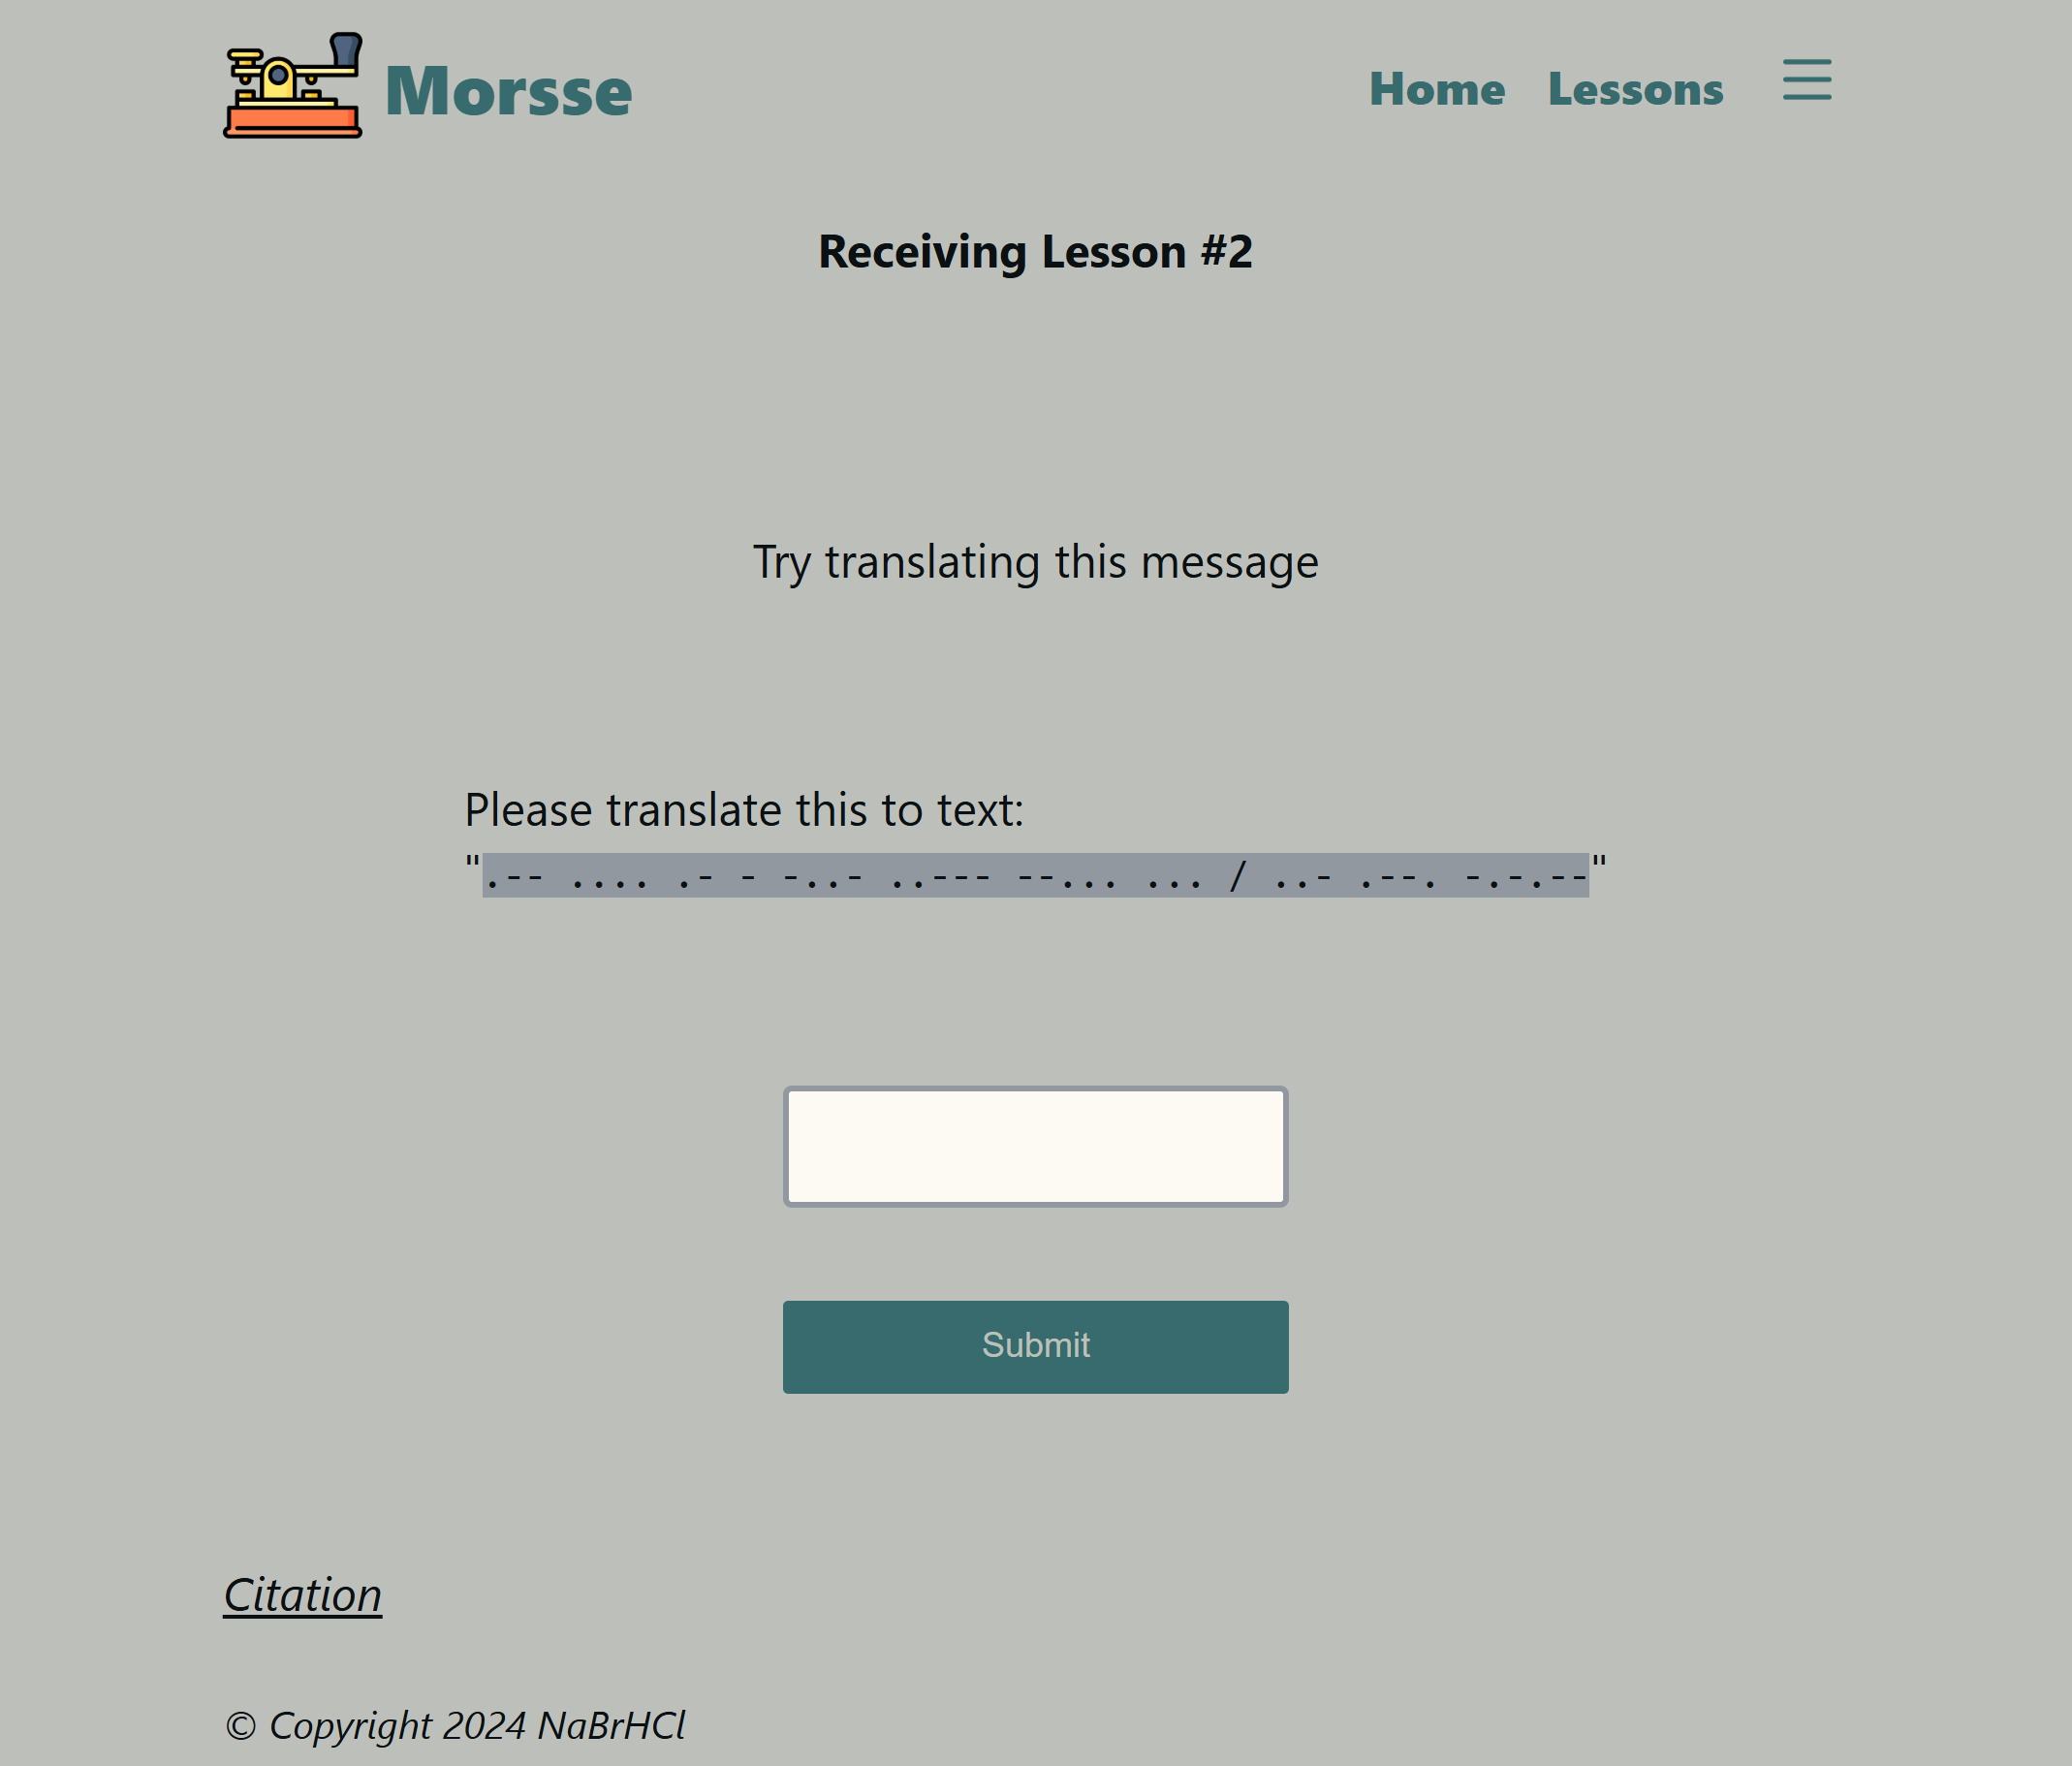 Morsse
Home Lessons
Receiving Lesson #2
Try translating this message
Please translate this to text:
".-- .... .- - -..- ..--- --... ... / ..- .--. -.-.--"
Submit
Citation
© Copyright 2024 NaBrHCl